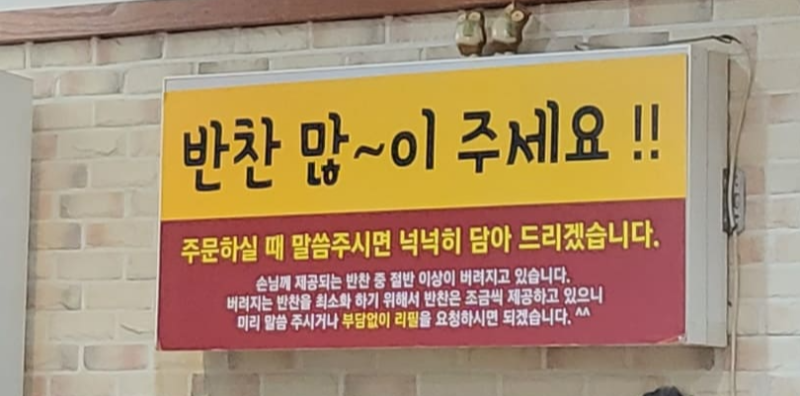 반찬 많~이 주세요 !!
주문하실 때 말씀주시면 넉넉히 담아 드리겠습니다.
손님께 제공되는 반찬 중 절반 이상이 버려지고 있습니다.
버려지는 반찬을 최소화 하기 위해서 반찬은 조금씩 제공하고 있으니
미리 말씀 주시거나 부담없이 리필을 요청하시면 되겠습니다. ^^